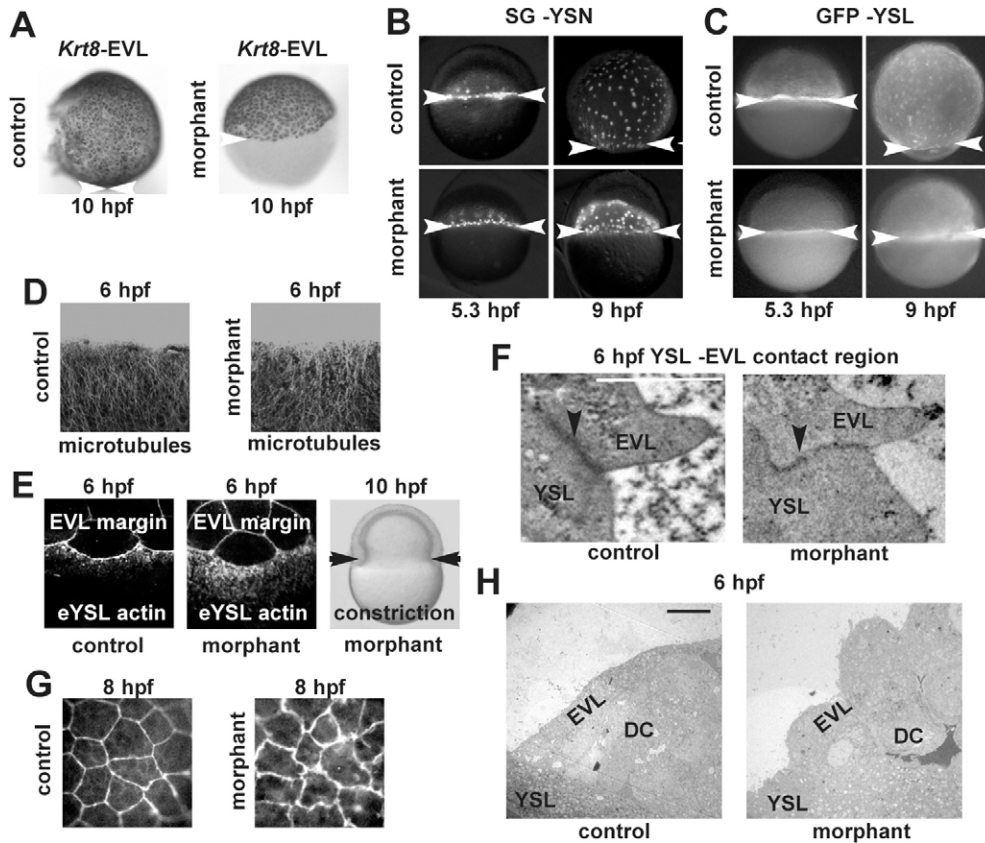 A
Krt8-EVL
Krt8-EVL
control
morphant
10 hpf
10 hpf
B
SG -YSN
control
morphant
5.3 hpf
9 hpf
C
GFP -YSL
control
morphant
5.3 hpf
9 hpf
D
6 hpf
6 hpf
control
morphant
microtubules
microtubules
E
6 hpf
6 hpf
10 hpf
EVL margin
EVL margin
eYSL actin
eYSL actin
constriction
control
morphant
morphant
F
6 hpf YSL -EVL contact region
EVL
EVL
YSL
YSL
control
morphant
G
8 hpf
8 hpf
control
morphant
H
6 hpf
EVL
EVL
DC
DC
YSL
YSL
control
morphant